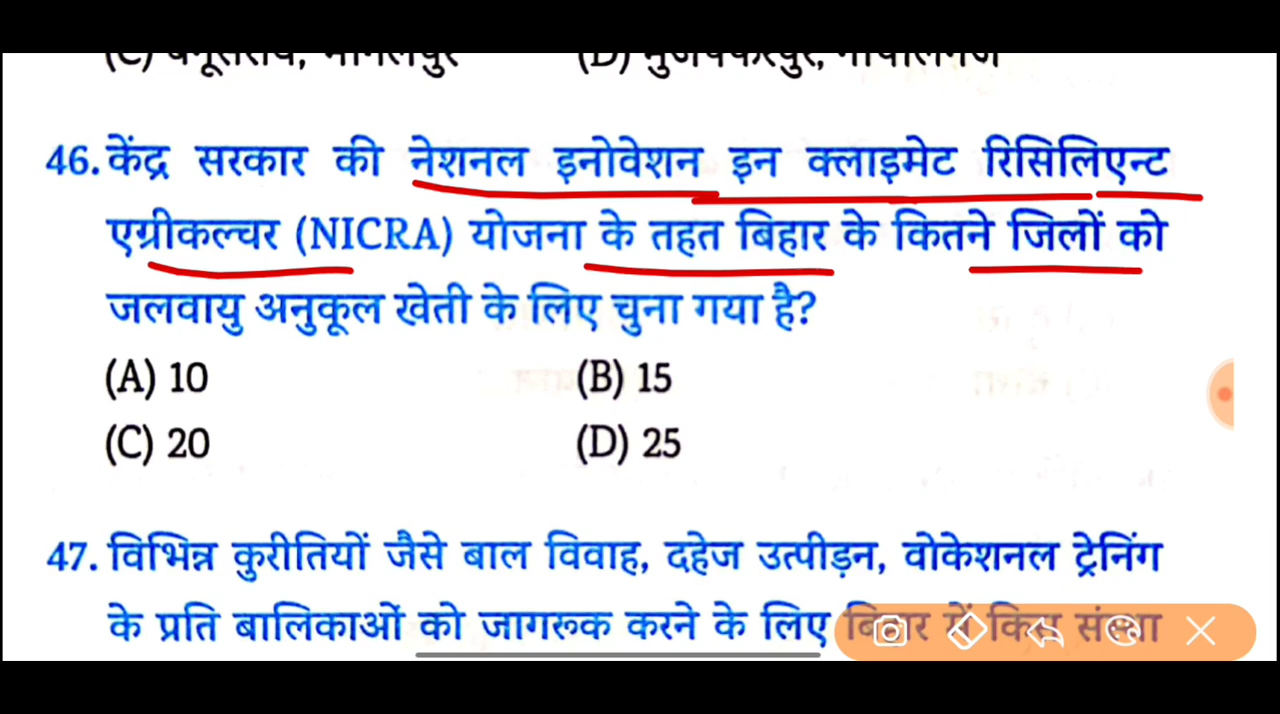 46. केंद्र सरकार की नेशनल इनोवेशन इन क्लाइमेट रिसिलिएन्ट
एग्रीकल्चर (NICRA) योजना के तहत बिहार के कितने जिलों को
जलवायु अनुकूल खेती के लिए चुना गया है?
(A) 10 (B) 15
(C) 20 (D) 25
47. विभिन्न कुरीतियों जैसे बाल विवाह, दहेज उत्पीड़न, वोकेशनल ट्रेनिंग
के प्रति बालिकाओं को जागरूक करने के लिए बिहार में किस संस्था